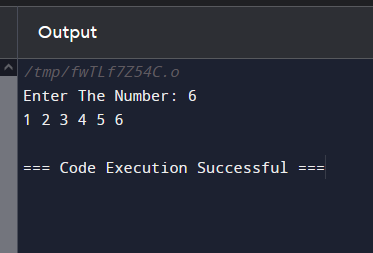 Output
/tmp/fwTLf7Z54C.o
Enter The Number: 6
1 2 3 4 5 6
=== Code Execution Successful ===